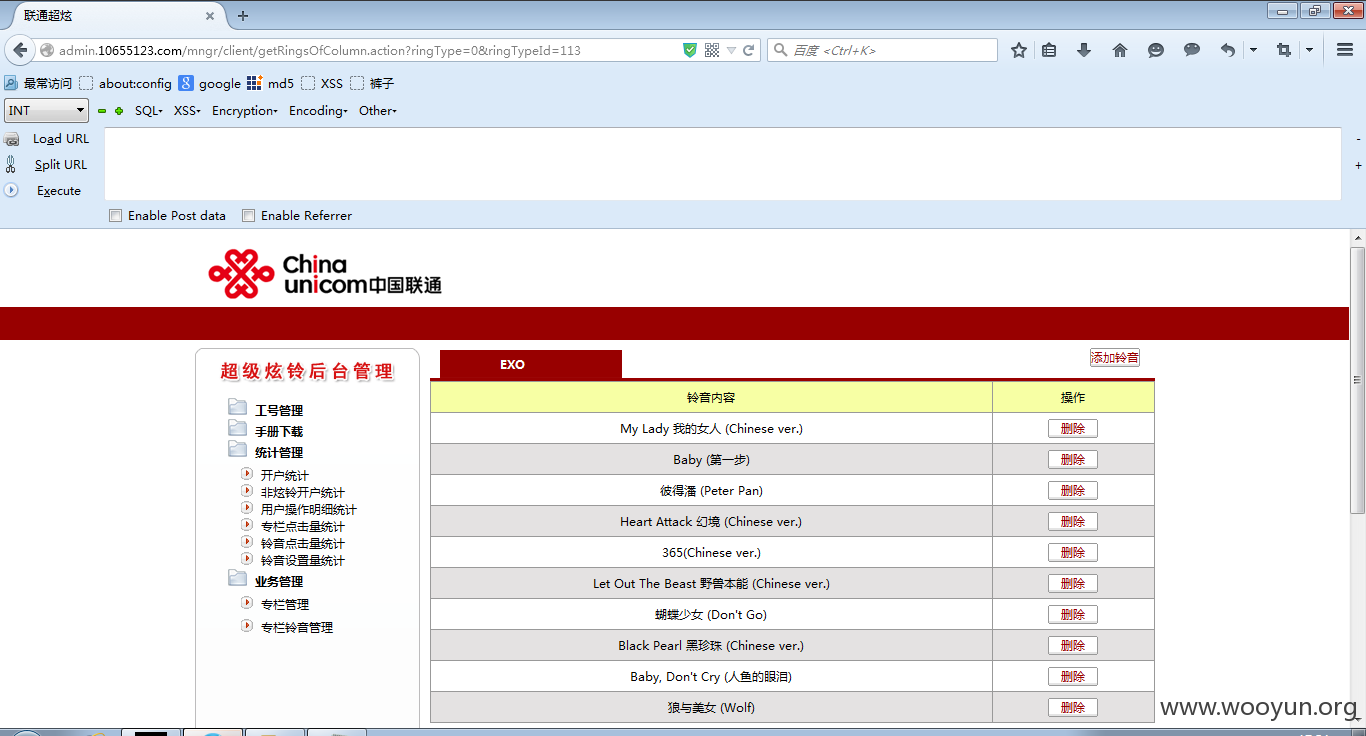 联通超炫
admin.10655123.com/mngr/client/getRingsOfColumn.action?ringType=0&ringTypeId=113
百度 <Ctrl+K>
最常访问 about:config google md5 XSS 裤子
INT SQL XSS Encryption Encoding Other
Load URL
Split URL
Execute
Enable Post data Enable Referrer
China
unicom中国联通
超级炫铃后台管理
工号管理
手册下载
统计管理
开户统计
非炫铃开户统计
用户操作明细统计
专栏点击量统计
铃音点击量统计
铃音设置量统计
业务管理
专栏管理
专栏铃音管理
EXO 添加铃音
铃音内容 操作
My Lady 我的女人 (Chinese ver.) 删除
Baby (第一步) 删除
彼得潘 (Peter Pan) 删除
Heart Attack 幻境 (Chinese ver.) 删除
365(Chinese ver.) 删除
Let Out The Beast 野兽本能 (Chinese ver.) 删除
蝴蝶少女 (Don't Go) 删除
Black Pearl 黑珍珠 (Chinese ver.) 删除
Baby, Don't Cry (人鱼的眼泪) 删除
狼与美女 (Wolf) 删除
www.wooyun.org